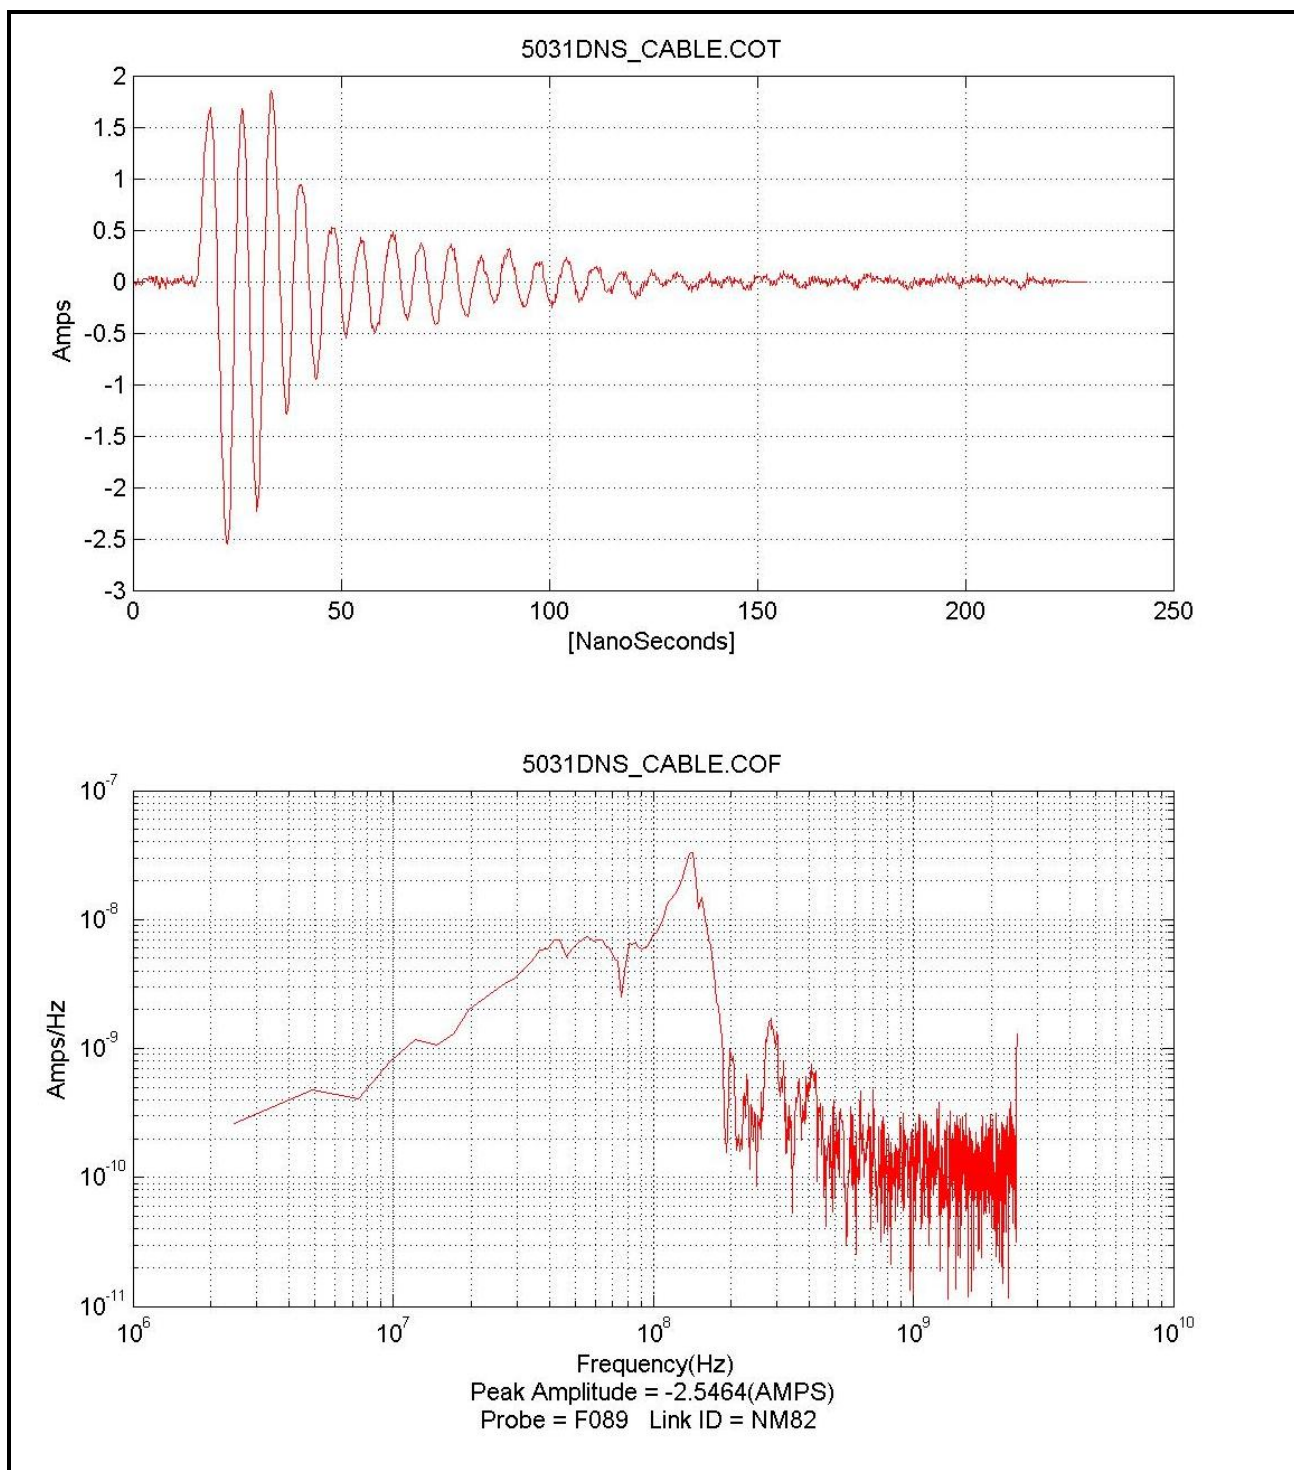 5031DNS_CABLE.COT
2
1.5
1
0.5
0
-0.5
-1
-1.5
-2
-2.5
-3
Amps
0 50 100 150 200 250
[NanoSeconds]
5031DNS_CABLE.COF
10^-7
10^-8
10^-9
10^-10
10^-11
Amps/Hz
10^6 10^7 10^8 10^9 10^10
Frequency(Hz)
Peak Amplitude = -2.5464(AMPS)
Probe = F089 Link ID = NM82